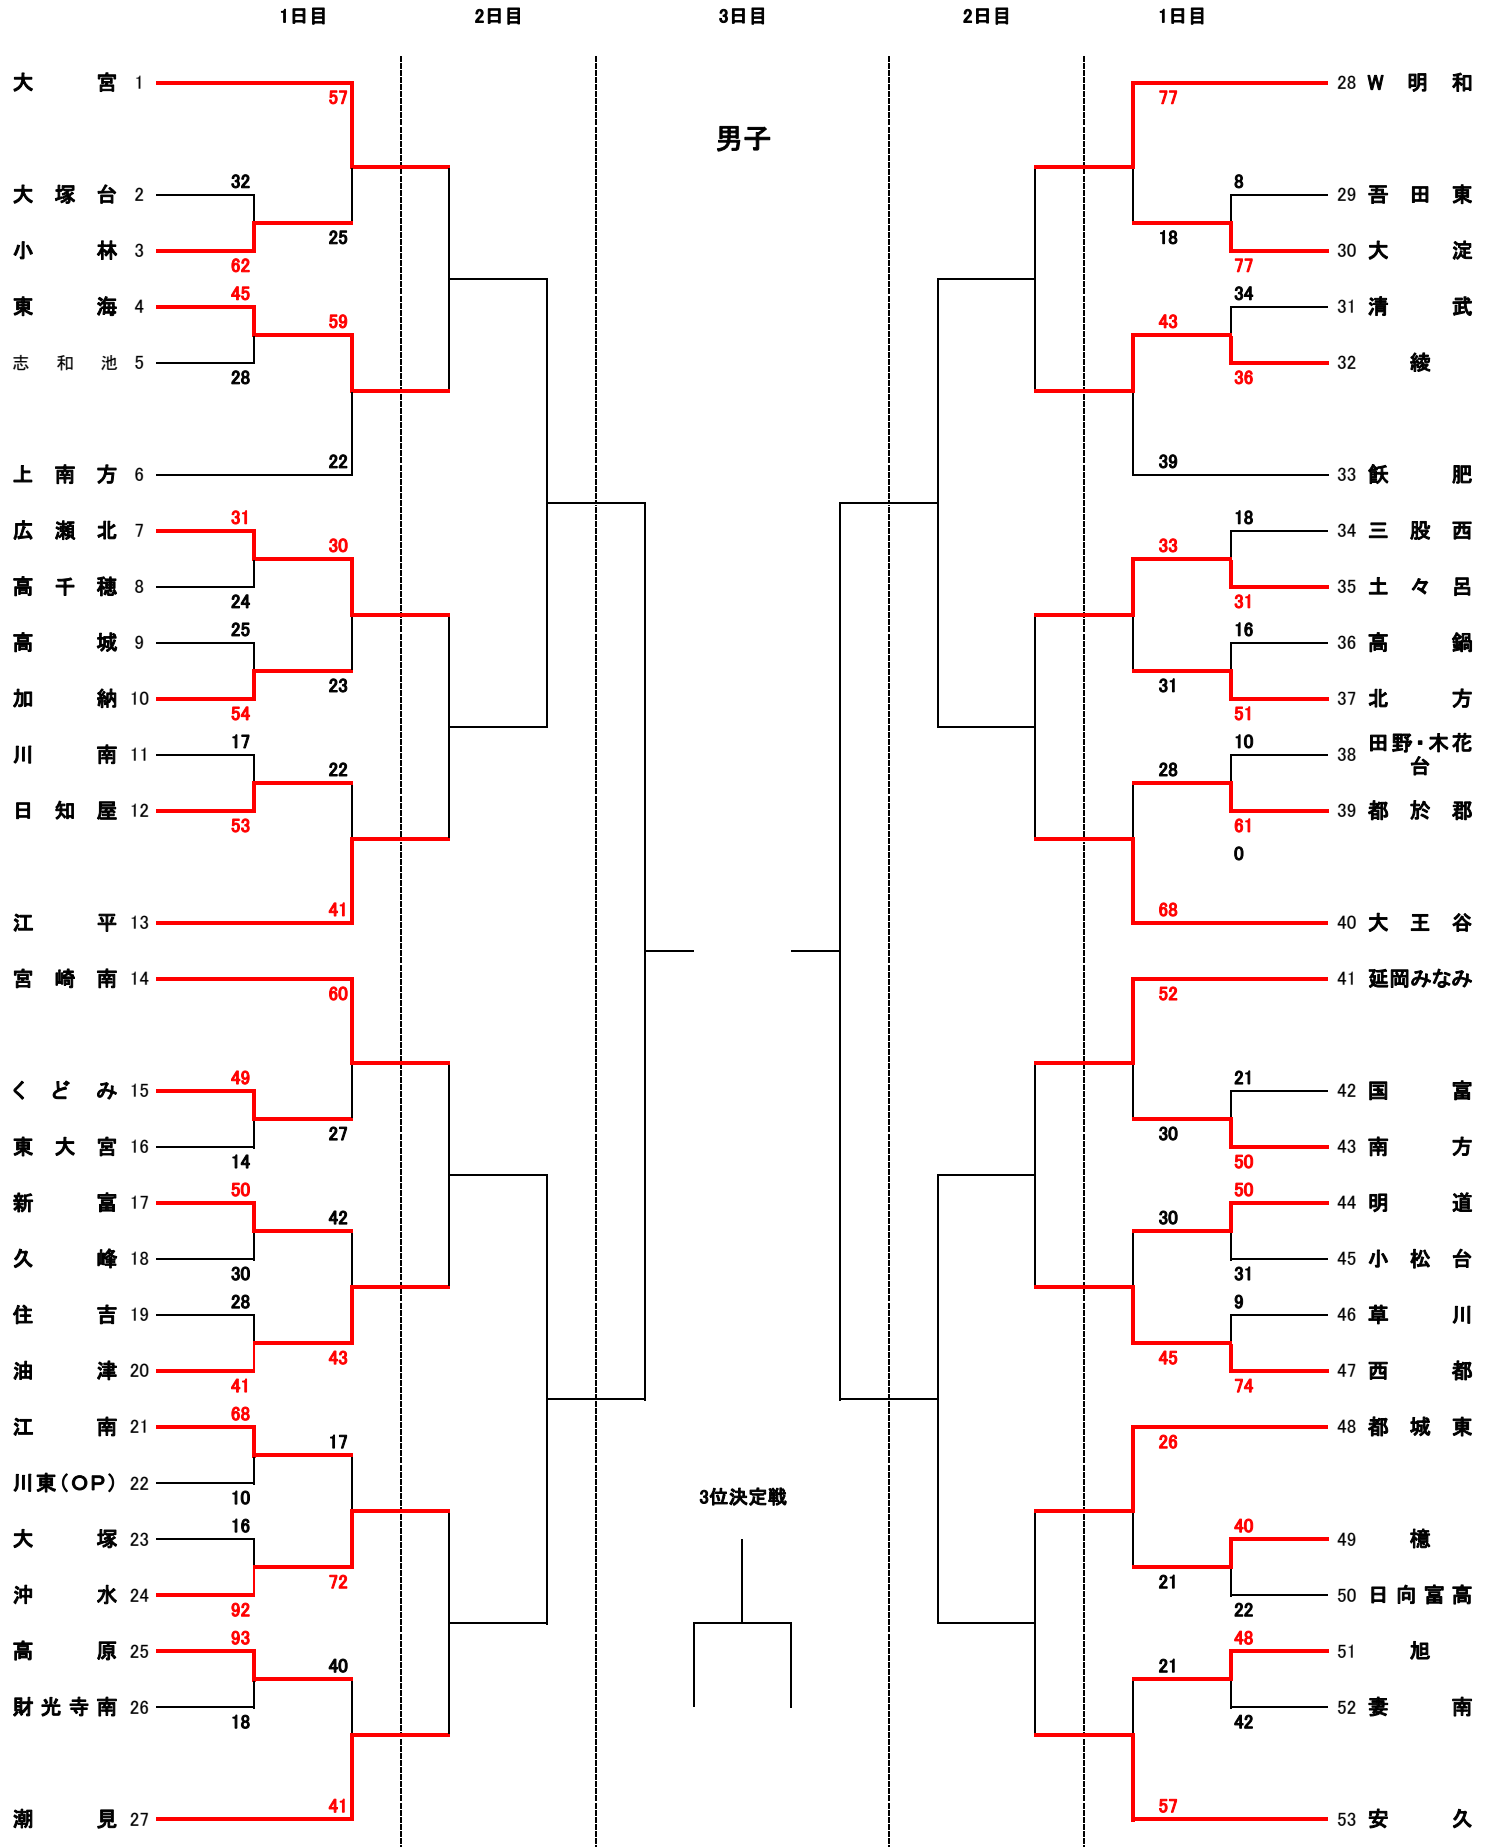 1日目 2日目 3日目 2日目 1日目
大宮 1 57 77 28 W明和
男子
32 8
大塚台 2 29 吾田東
25 18
小林 3 30 大淀
62 77
45 34
東海 4 31 清武
59 43
志和池 5 32 綾
28 36
22 39
上南方 6 33 飫肥
31 18
広瀬北 7 34 三股西
30 33
高千穂 8 35 土々呂
24 31
25 16
高城 9 36 高鍋
23 31
加納 10 37 北方
54 51
17 10 田野・木花
川南 11 38 台
22 28
日知屋 12 39 都於郡
53 61
0
41 68
江平 13 40 大王谷
宮崎南 14 41 延岡みなみ
60 52
49 21
くどみ 15 42 国富
27 30
東大宮 16 43 南方
14 50
50 50
新富 17 44 明道
42 30
久峰 18 45 小松台
30 31
28 9
住吉 19 46 草川
43 45
油津 20 47 西都
41 74
68
江南 21 48 都城東
17 26
川東(OP) 22
10 3位決定戦
16 40
大塚 23 49 檍
72 21
沖水 24 50 日向富高
92 22
93 48
高原 25 51 旭
40 21
財光寺南 26 52 妻南
18 42
41 57
潮見 27 53 安久